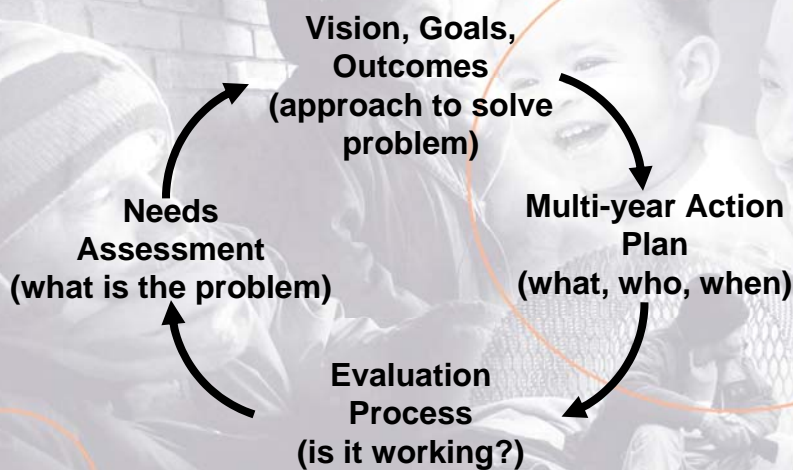 Vision, Goals,
Outcomes
(approach to solve
problem)
Multi-year Action
Plan
(what, who, when)
Evaluation
Process
(is it working?)
Needs
Assessment
(what is the problem)